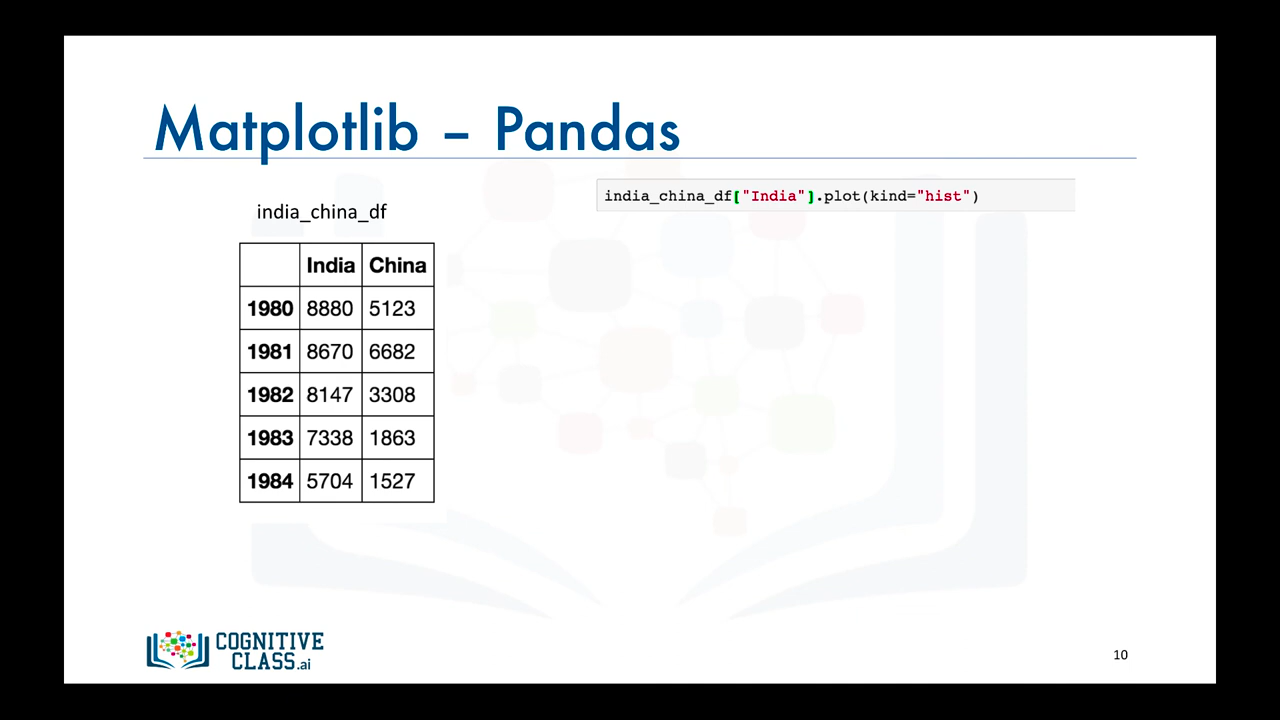 Matplotlib – Pandas
india_china_df["India"].plot(kind="hist")
india_china_df
India China
1980 8880 5123
1981 8670 6682
1982 8147 3308
1983 7338 1863
1984 5704 1527
COGNITIVE
CLASS.ai
10